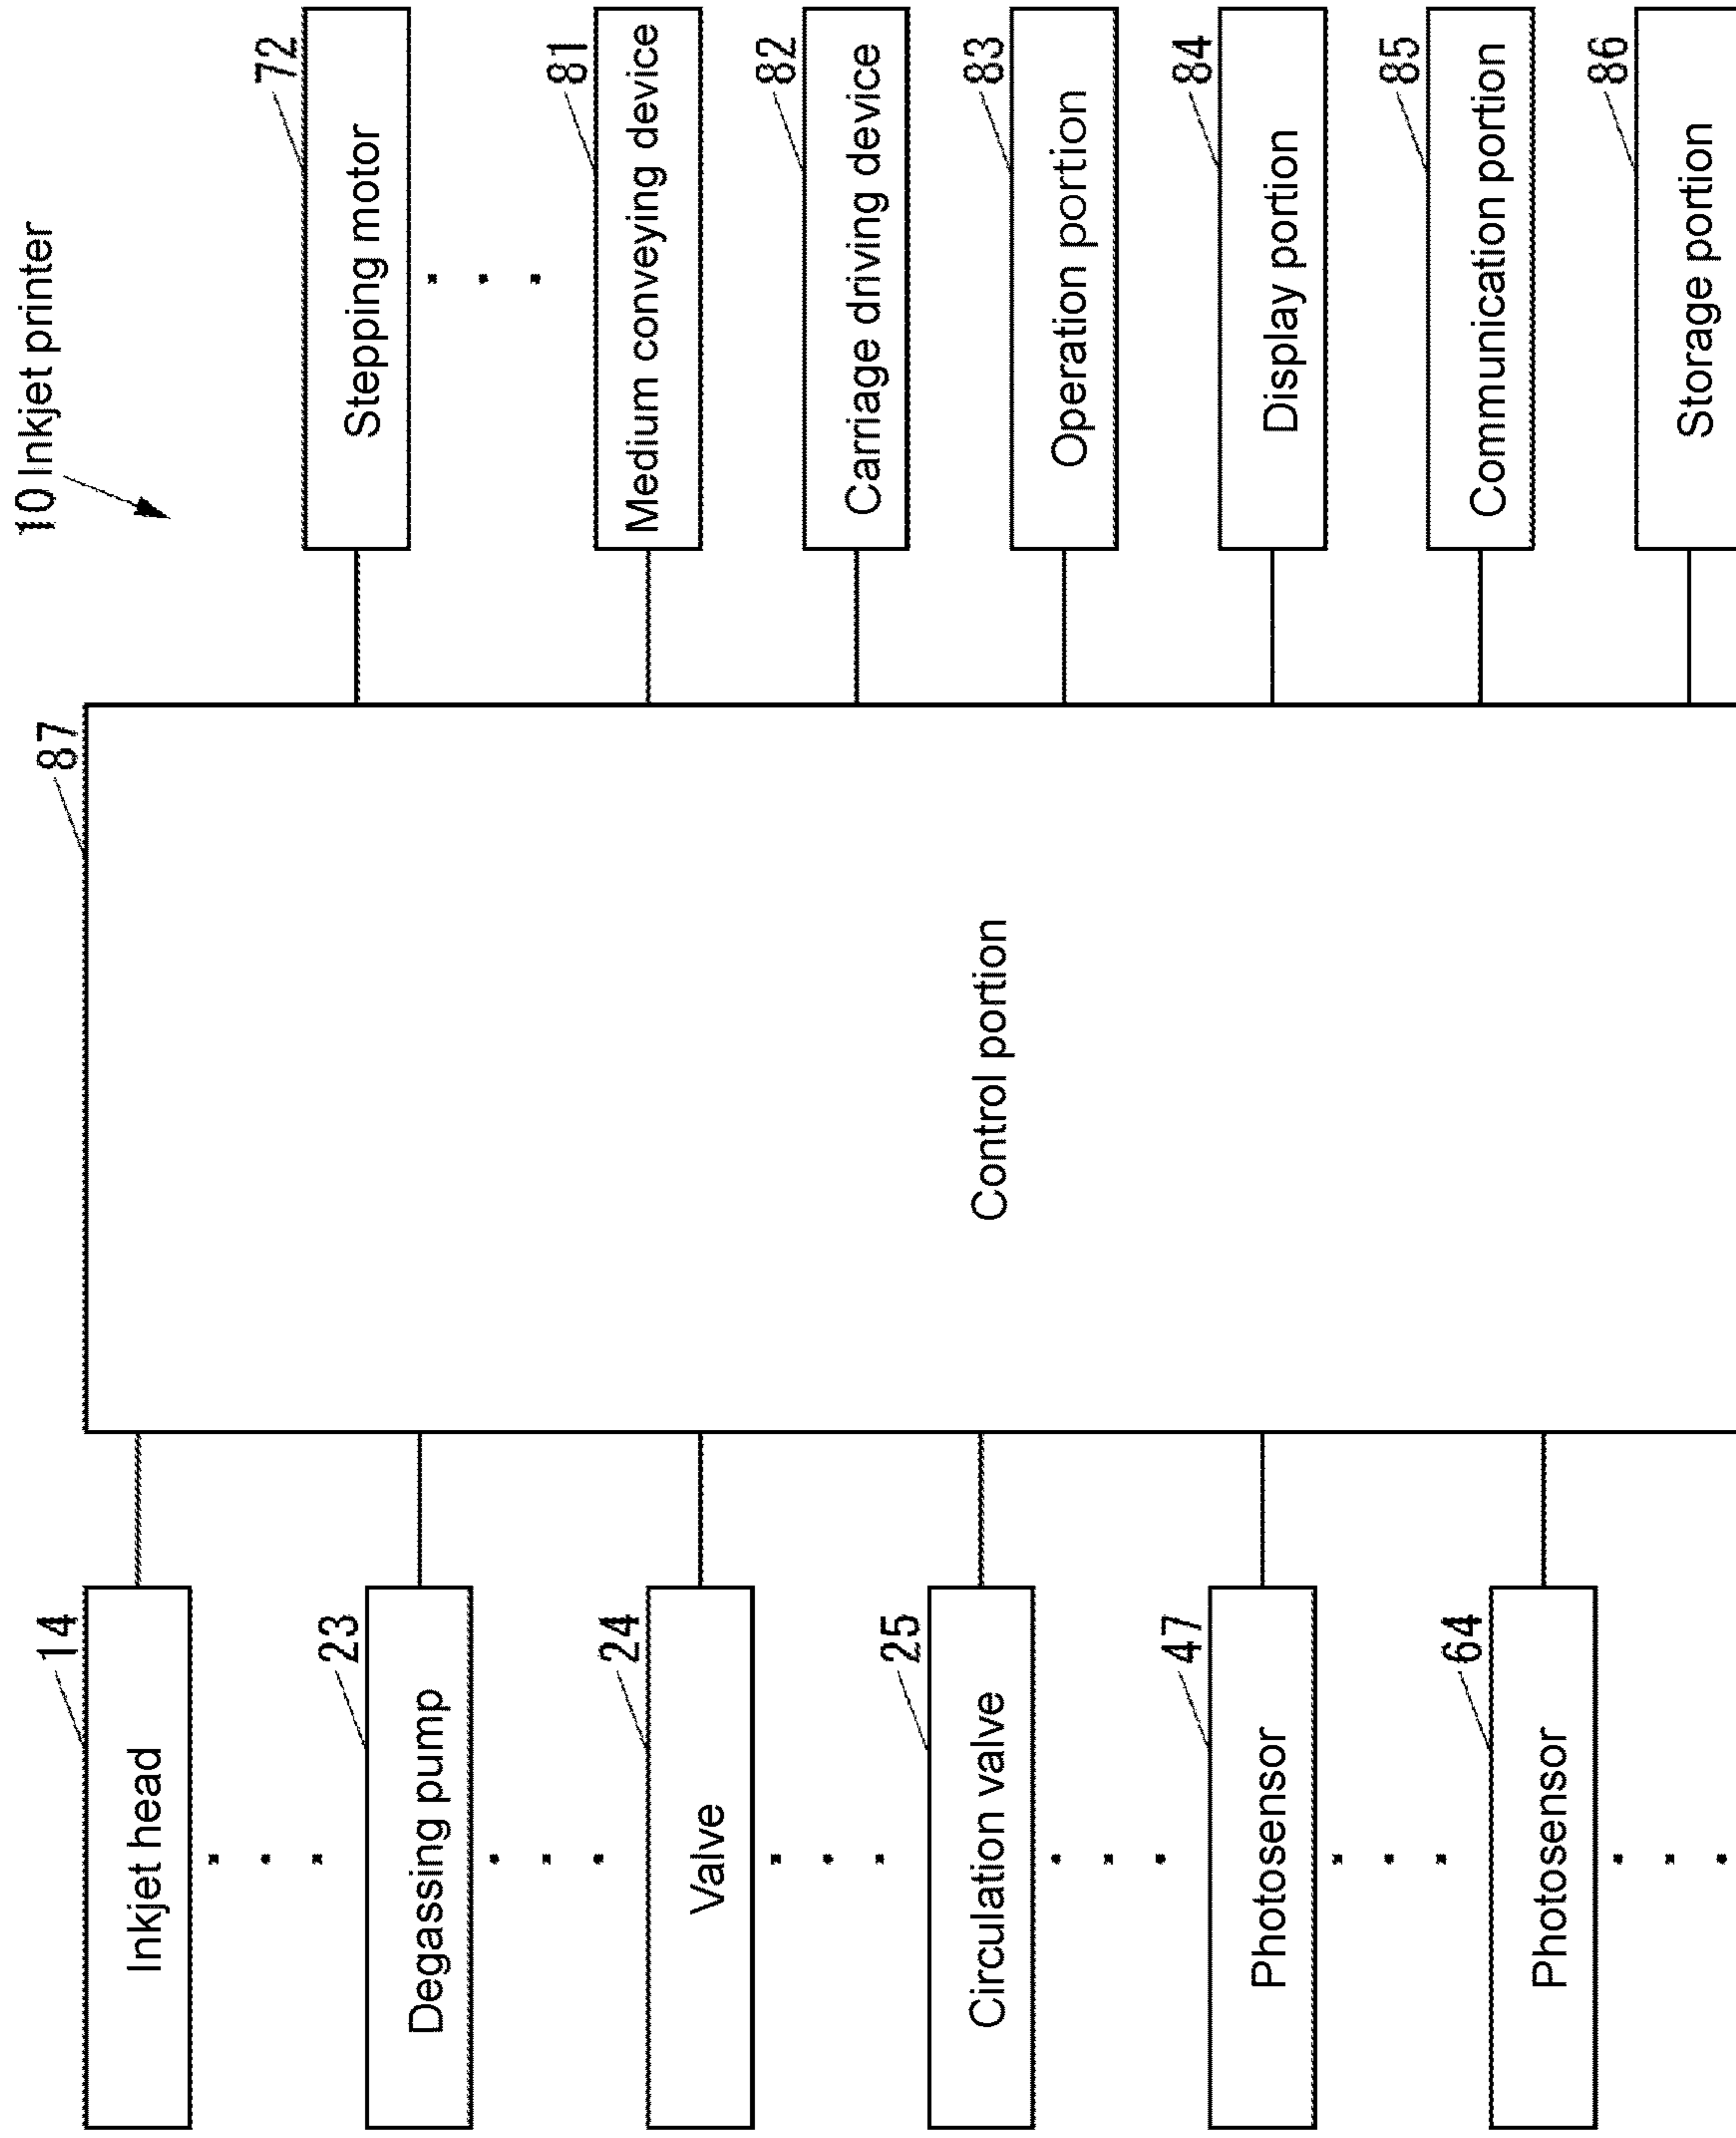 10 Inkjet printer
87
Control portion
14
Inkjet head
23
Degassing pump
24
Valve
25
Circulation valve
47
Photosensor
64
Photosensor
72
Stepping motor
81
Medium conveying device
82
Carriage driving device
83
Operation portion
84
Display portion
85
Communication portion
86
Storage portion